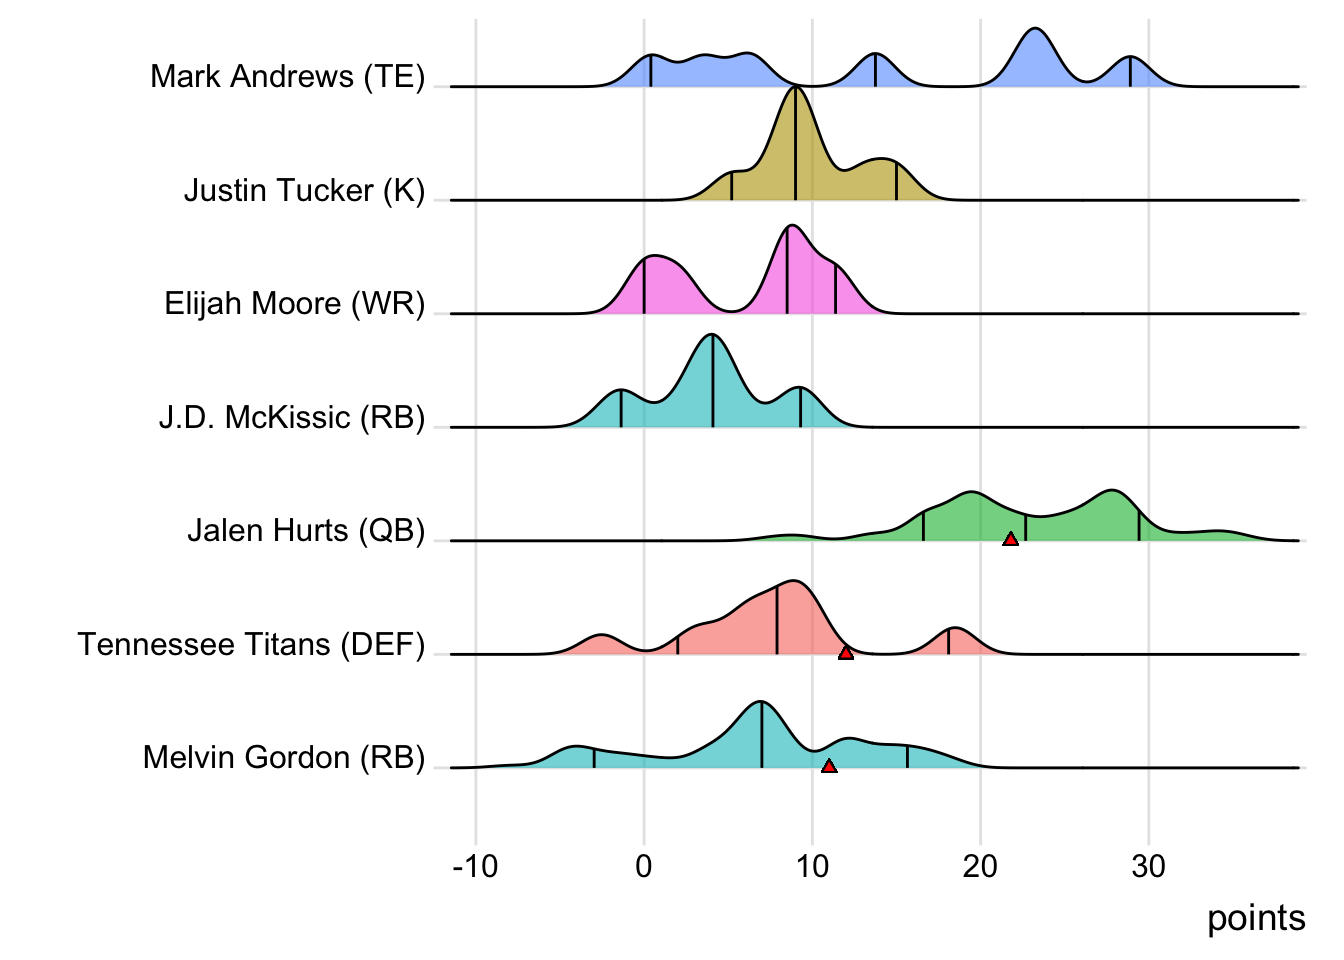 Mark Andrews (TE)
Justin Tucker (K)
Elijah Moore (WR)
J.D. McKissic (RB)
Jalen Hurts (QB)
Tennessee Titans (DEF)
Melvin Gordon (RB)
-10 0 10 20 30
points